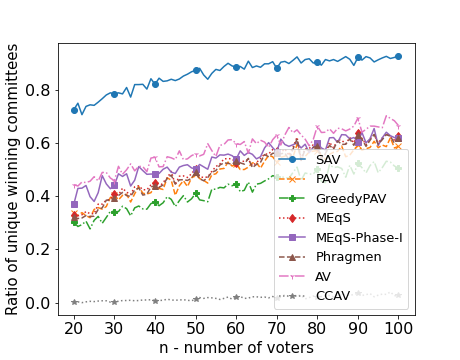 Ratio of unique winning committees
0.8
0.6
0.4
0.2
0.0
SAV
PAV
GreedyPAV
MEqS
MEqS-Phase-I
Phragmen
AV
CCAV
20 30 40 50 60 70 80 90 100
n - number of voters